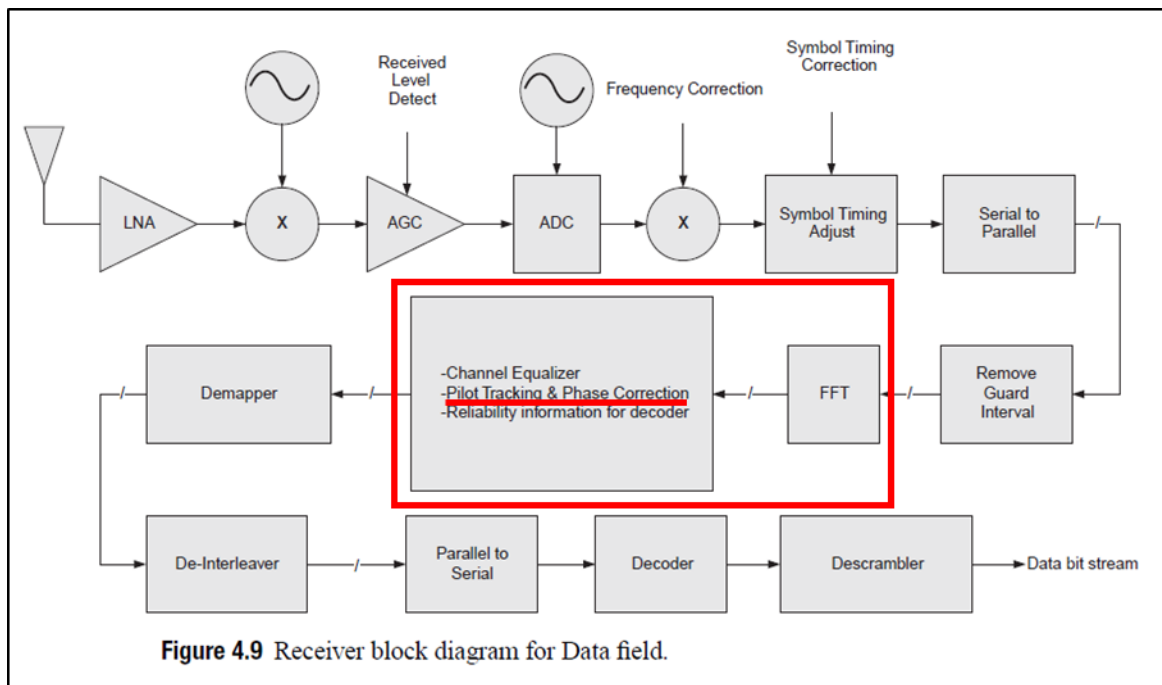 Received
Level
Detect
Symbol Timing
Correction
Frequency Correction
LNA
X
AGC
ADC
X
Symbol Timing
Adjust
Serial to
Parallel
/
Demapper
/
-Channel Equalizer
-Pilot Tracking & Phase Correction
-Reliability information for decoder
/
FFT
/
Remove
Guard
Interval
/
De-Interleaver
/
Parallel to
Serial
Decoder
Descrambler
Data bit stream
Figure 4.9 Receiver block diagram for Data field.